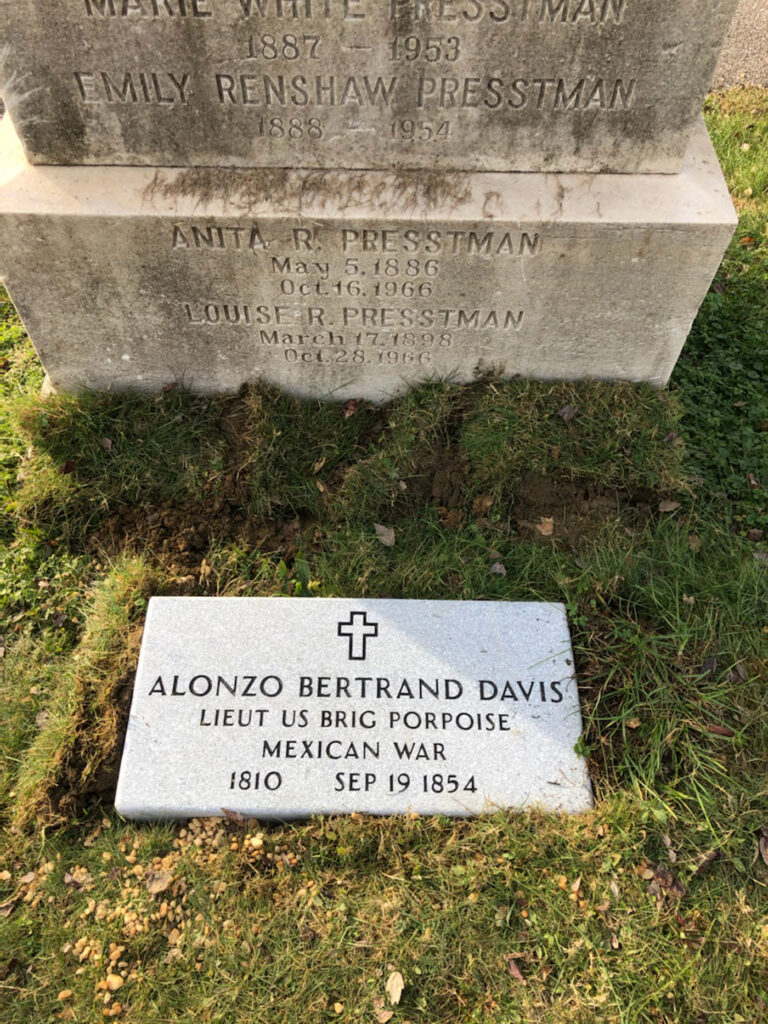 MARIE WHITE PRESSTMAN
1887 — 1953
EMILY RENSHAW PRESSTMAN
1888 — 1954
ANITA R. PRESSTMAN
May 5, 1886
Oct. 16, 1966
LOUISE R. PRESSTMAN
March 17, 1898
Oct. 28, 1966
ALONZO BERTRAND DAVIS
LIEUT US BRIG PORPOISE
MEXICAN WAR
1810 SEP 19 1854